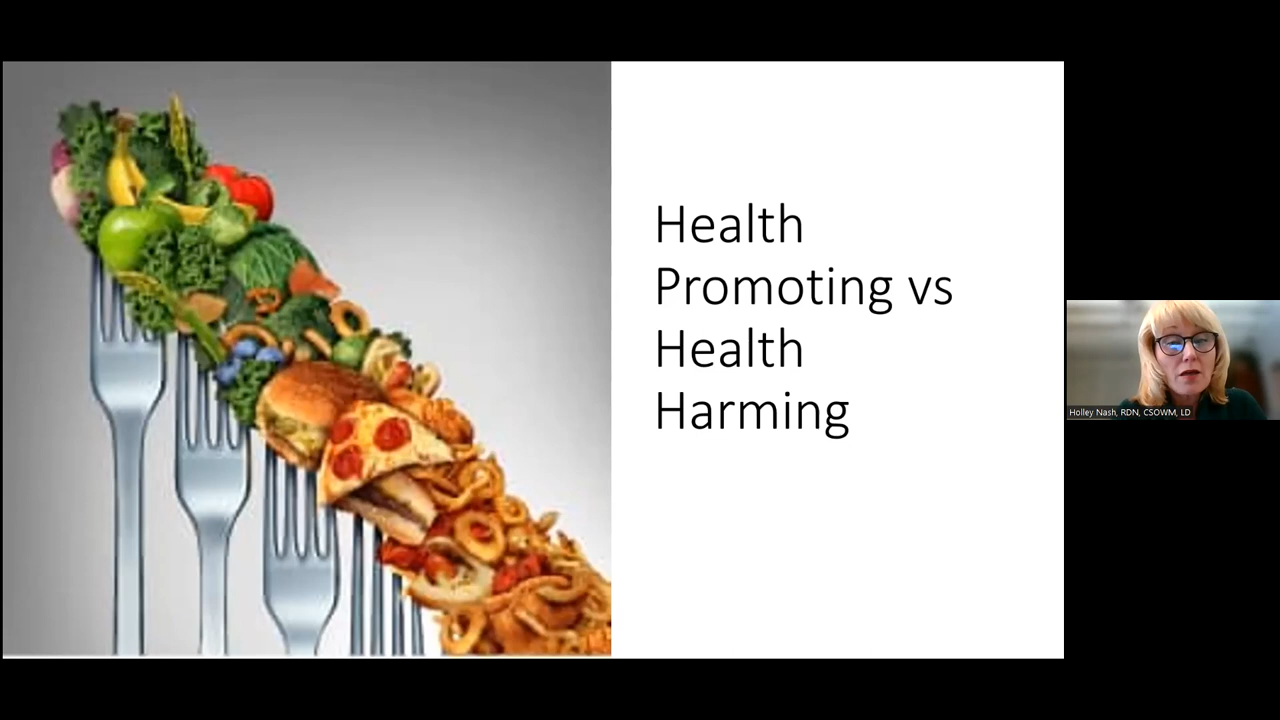 Health
Promoting vs
Health
Harming
Holley Nash, RDN, CSOWM, LD